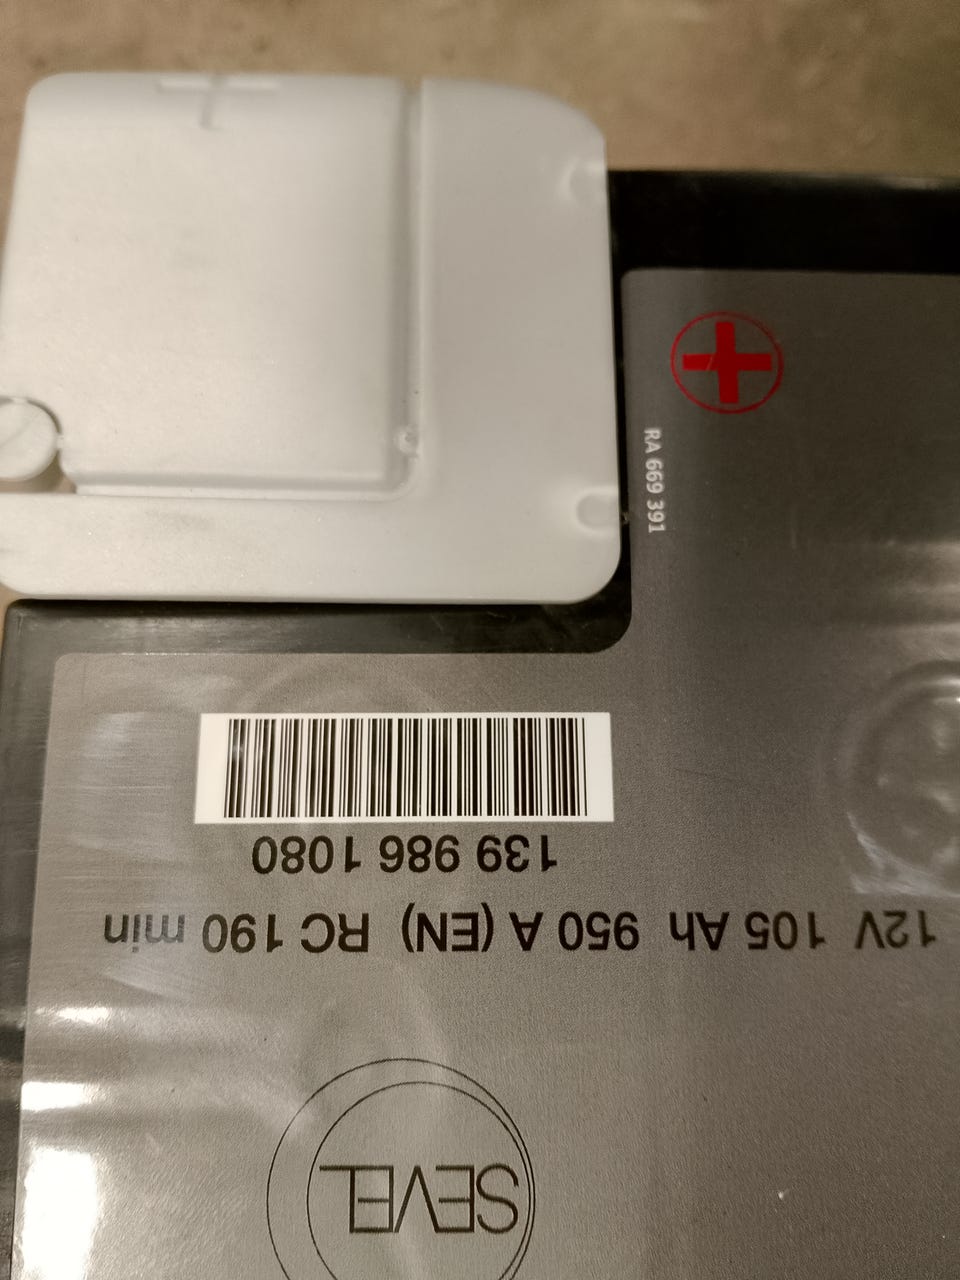 SEVEL
12V 105 Ah 950 A (EN) RC 190 min
139 986 1080
RA 669 391